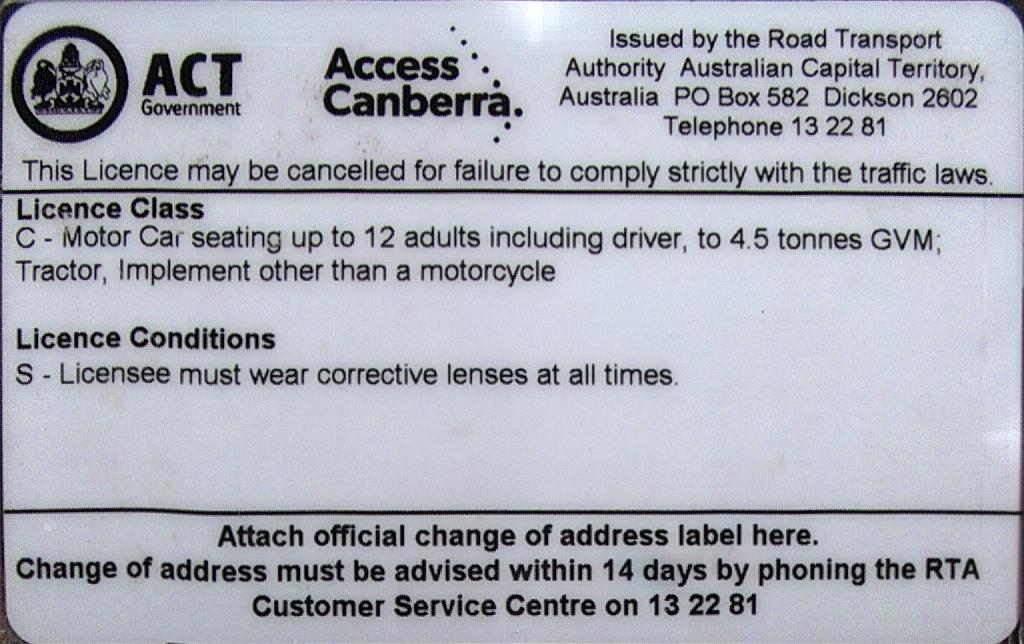 ACT
Government
Access
Canberra.
Issued by the Road Transport
Authority Australian Capital Territory,
Australia PO Box 582 Dickson 2602
Telephone 13 22 81
This Licence may be cancelled for failure to comply strictly with the traffic laws.
Licence Class
C - Motor Car seating up to 12 adults including driver, to 4.5 tonnes GVM;
Tractor, Implement other than a motorcycle
Licence Conditions
S - Licensee must wear corrective lenses at all times.
Attach official change of address label here.
Change of address must be advised within 14 days by phoning the RTA
Customer Service Centre on 13 22 81